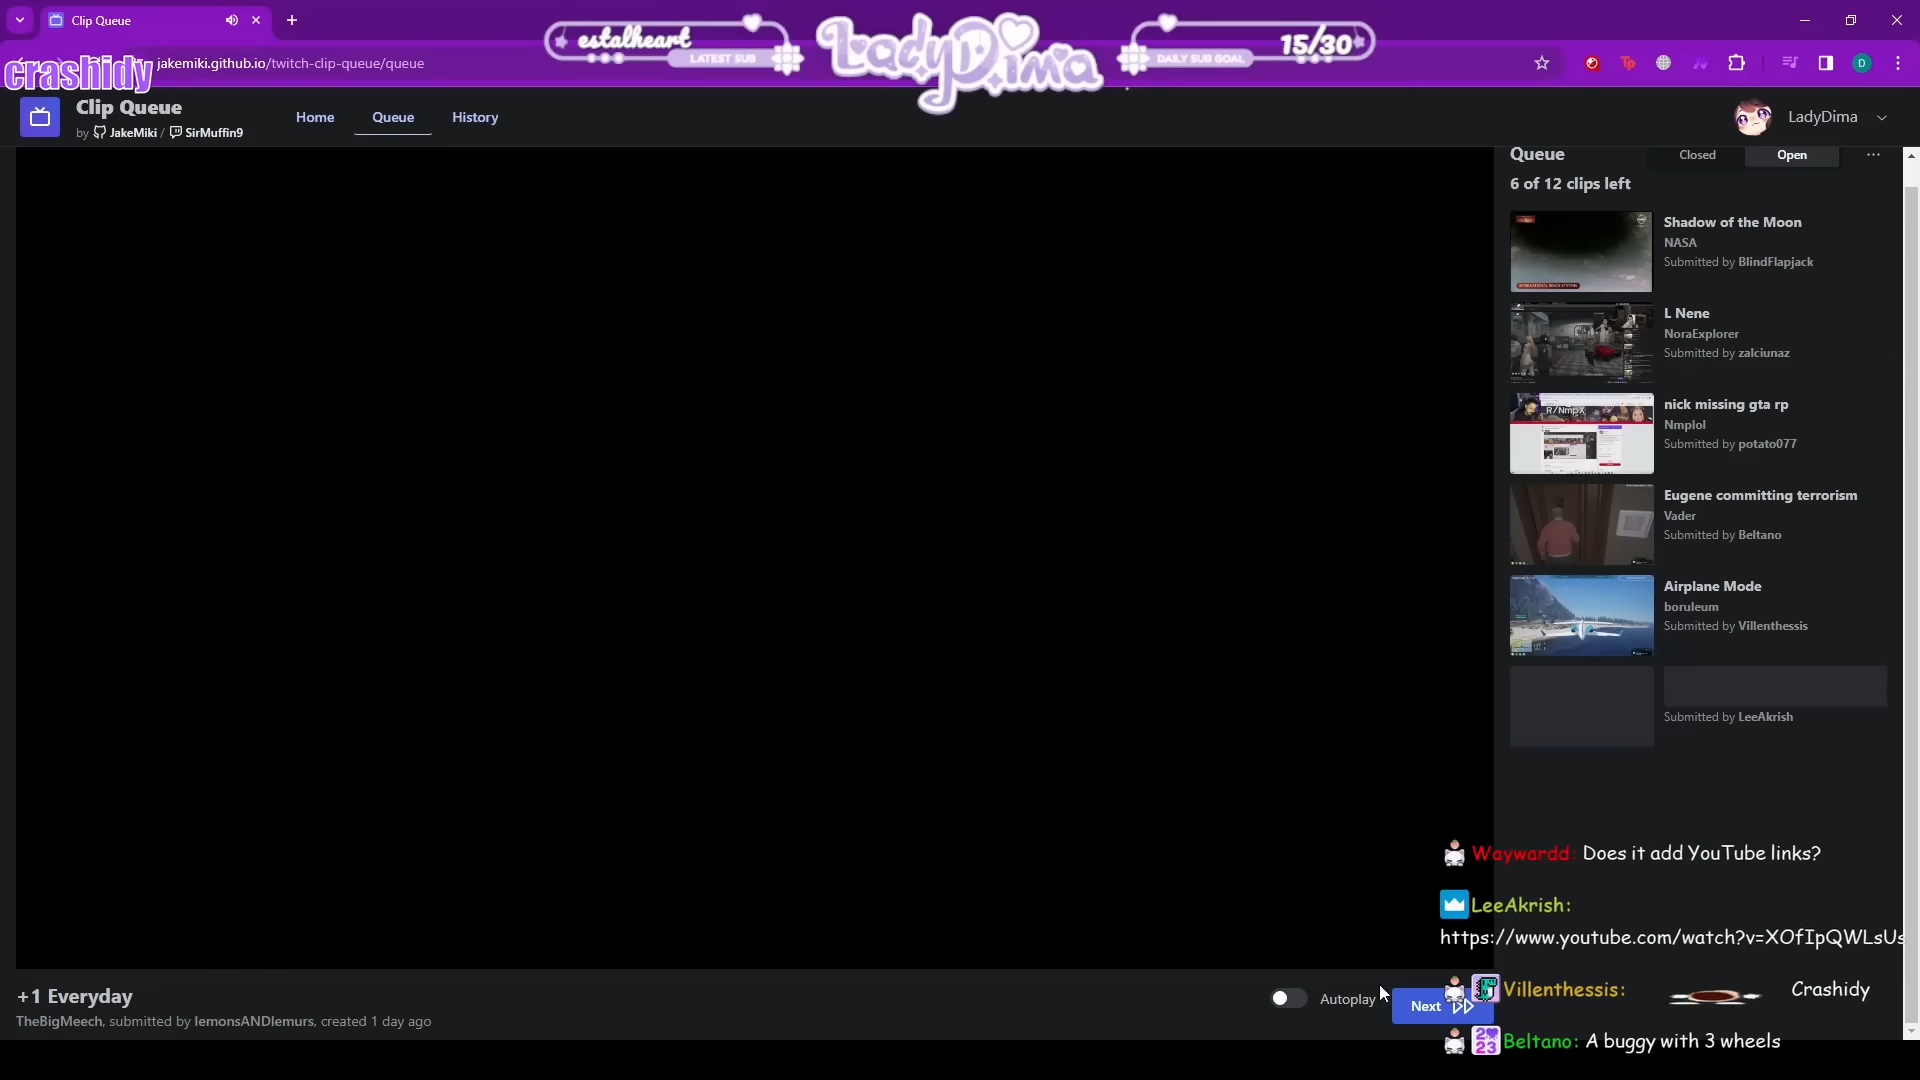 Clip Queue
estalheart
LATEST SUB
LadyDima
15/30
DAILY SUB GOAL
crashidy
jakemiki.github.io/twitch-clip-queue/queue
Tp
D
Clip Queue
by JakeMiki / SirMuffin9
Home
Queue
History
LadyDima
Queue
Closed
Open
6 of 12 clips left
Shadow of the Moon
NASA
Submitted by BlindFlapjack
L Nene
NoraExplorer
Submitted by zalciunaz
R/NmpX
nick missing gta rp
Nmplol
Submitted by potato077
Eugene committing terrorism
Vader
Submitted by Beltano
Airplane Mode
boruleum
Submitted by Villenthessis
Submitted by LeeAkrish
Waywardd: Does it add YouTube links?
LeeAkrish:
https://www.youtube.com/watch?v=XOfIpQWLsUs
Villenthessis: Crashidy
2023 Beltano: A buggy with 3 wheels
+1 Everyday
TheBigMeech, submitted by lemonsANDlemurs, created 1 day ago
Autoplay
Next